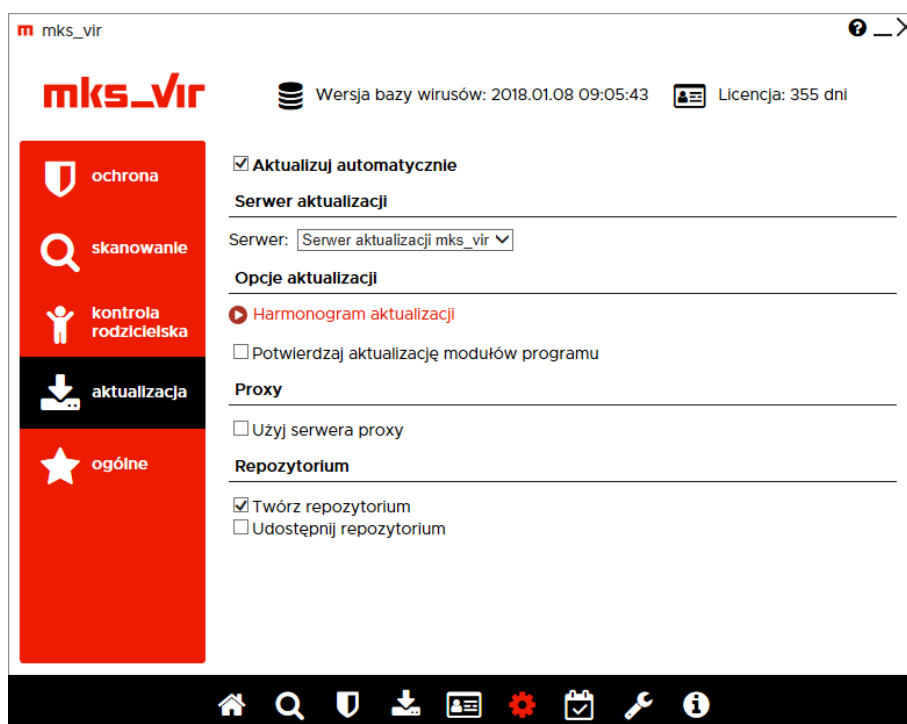 mks_vir
mks_vir
Wersja bazy wirusów: 2018.01.08 09:05:43
Licencja: 355 dni
ochrona
skanowanie
kontrola
rodzicielska
aktualizacja
ogólne
Aktualizuj automatycznie
Serwer aktualizacji
Serwer: Serwer aktualizacji mks_vir
Opcje aktualizacji
Harmonogram aktualizacji
Potwierdzaj aktualizację modułów programu
Proxy
Użyj serwera proxy
Repozytorium
Twórz repozytorium
Udostępnij repozytorium